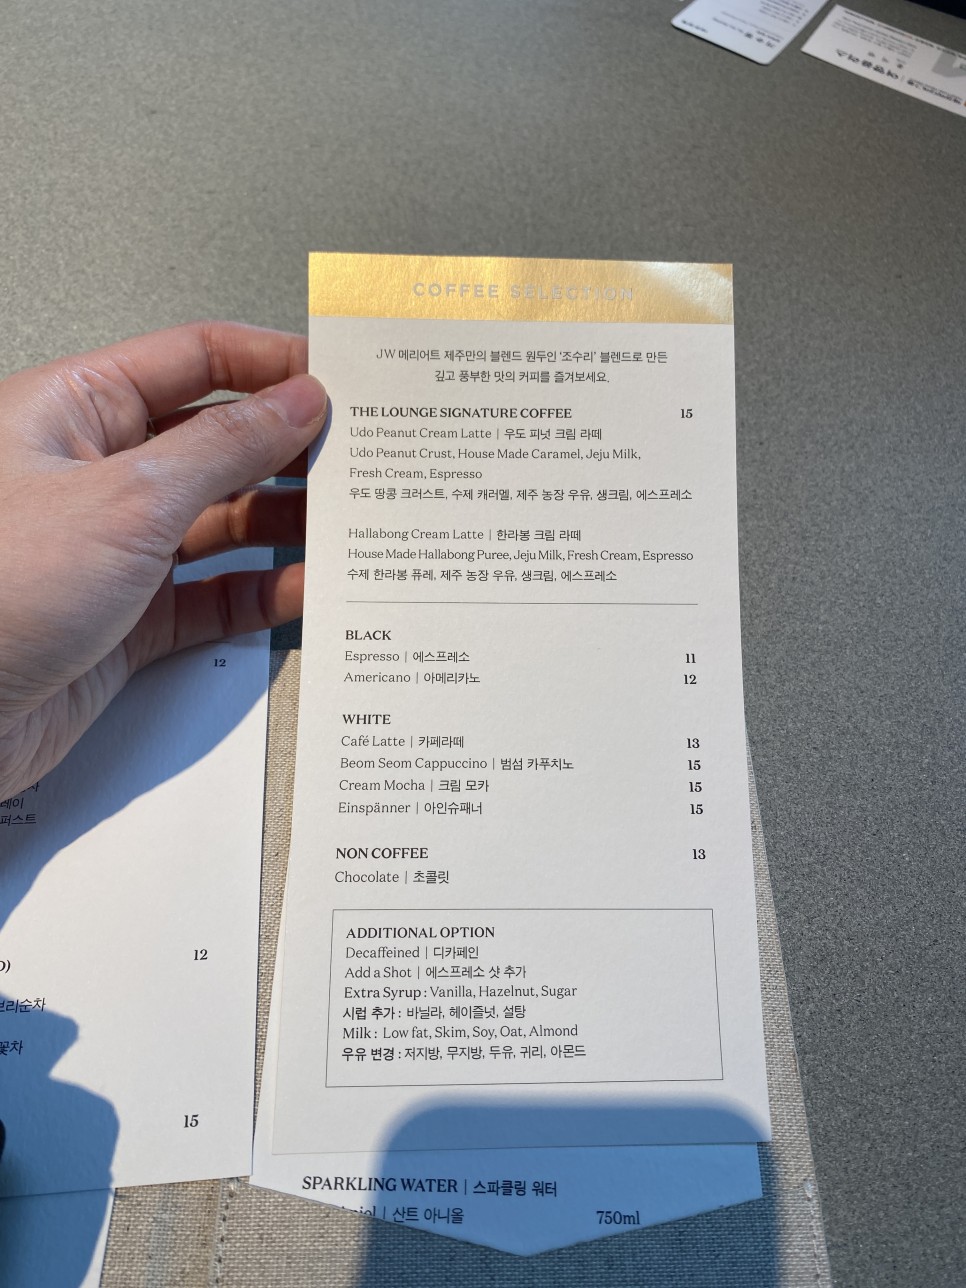 COFFEE SELECTION
JW 메리어트 제주만의 블렌드 원두인 '조수리' 블렌드로 만든
깊고 풍부한 맛의 커피를 즐겨보세요.
THE LOUNGE SIGNATURE COFFEE 15
Udo Peanut Cream Latte | 우도 피넛 크림 라떼
Udo Peanut Crust, House Made Caramel, Jeju Milk,
Fresh Cream, Espresso
우도 땅콩 크러스트, 수제 캐러멜, 제주 농장 우유, 생크림, 에스프레소
Hallabong Cream Latte | 한라봉 크림 라떼
House Made Hallabong Puree, Jeju Milk, Fresh Cream, Espresso
수제 한라봉 퓨레, 제주 농장 우유, 생크림, 에스프레소
BLACK
Espresso | 에스프레소 11
Americano | 아메리카노 12
WHITE
Café Latte | 카페라떼 13
Beom Seom Cappuccino | 범섬 카푸치노 15
Cream Mocha | 크림 모카 15
Einspänner | 아인슈패너 15
NON COFFEE 13
Chocolate | 초콜릿
ADDITIONAL OPTION
Decaffeined | 디카페인
Add a Shot | 에스프레소 샷 추가
Extra Syrup : Vanilla, Hazelnut, Sugar
시럽 추가 : 바닐라, 헤이즐넛, 설탕
Milk : Low fat, Skim, Soy, Oat, Almond
우유 변경 : 저지방, 무지방, 두유, 귀리, 아몬드
SPARKLING WATER | 스파클링 워터
| 산트 아니올 750ml
12
레이
퍼스트
12
보리순차
꽃차
15